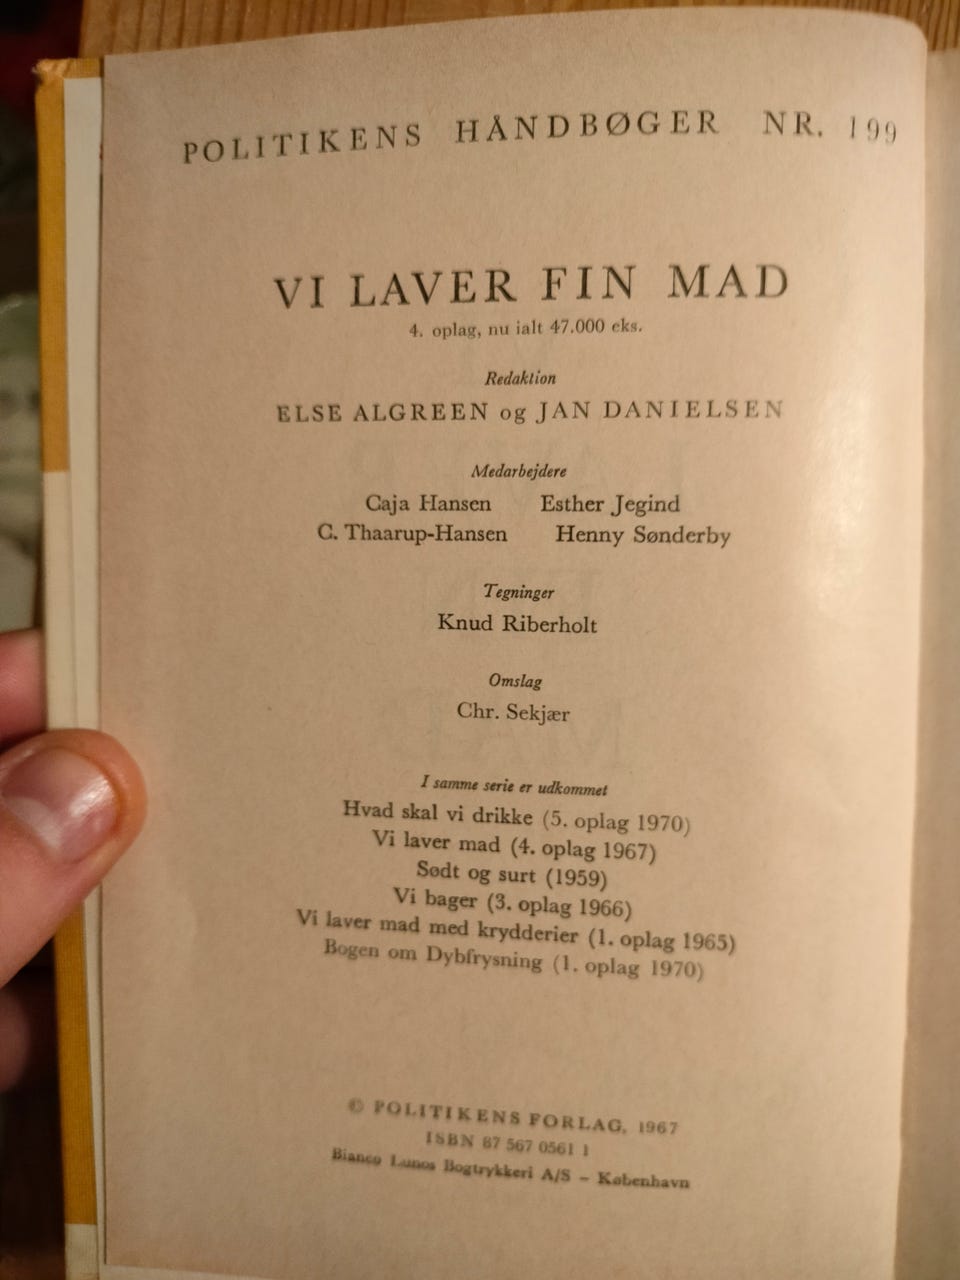 POLITIKENS HÅNDBØGER NR. 199
VI LAVER FIN MAD
4. oplag, nu ialt 47.000 eks.
Redaktion
ELSE ALGREEN og JAN DANIELSEN
Medarbejdere
Caja Hansen Esther Jegind
C. Thaarup-Hansen Henny Sønderby
Tegninger
Knud Riberholt
Omslag
Chr. Sekjær
I samme serie er udkommet
Hvad skal vi drikke (5. oplag 1970)
Vi laver mad (4. oplag 1967)
Sødt og surt (1959)
Vi bager (3. oplag 1966)
Vi laver mad med krydderier (1. oplag 1965)
Bogen om Dybfrysning (1. oplag 1970)
© POLITIKENS FORLAG, 1967
ISBN 87 567 0561 1
Bianco Lunos Bogtrykkeri A/S – København